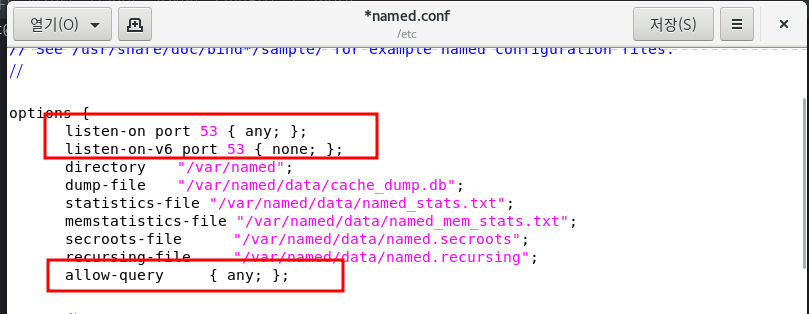 열기(O)
*named.conf
/etc
저장(S)
// See /usr/share/doc/bind*/sample/ for example named configuration files.
//
options {
listen-on port 53 { any; };
listen-on-v6 port 53 { none; };
directory "/var/named";
dump-file "/var/named/data/cache_dump.db";
statistics-file "/var/named/data/named_stats.txt";
memstatistics-file "/var/named/data/named_mem_stats.txt";
secroots-file "/var/named/data/named.secroots";
recursing-file "/var/named/data/named.recursing";
allow-query { any; };